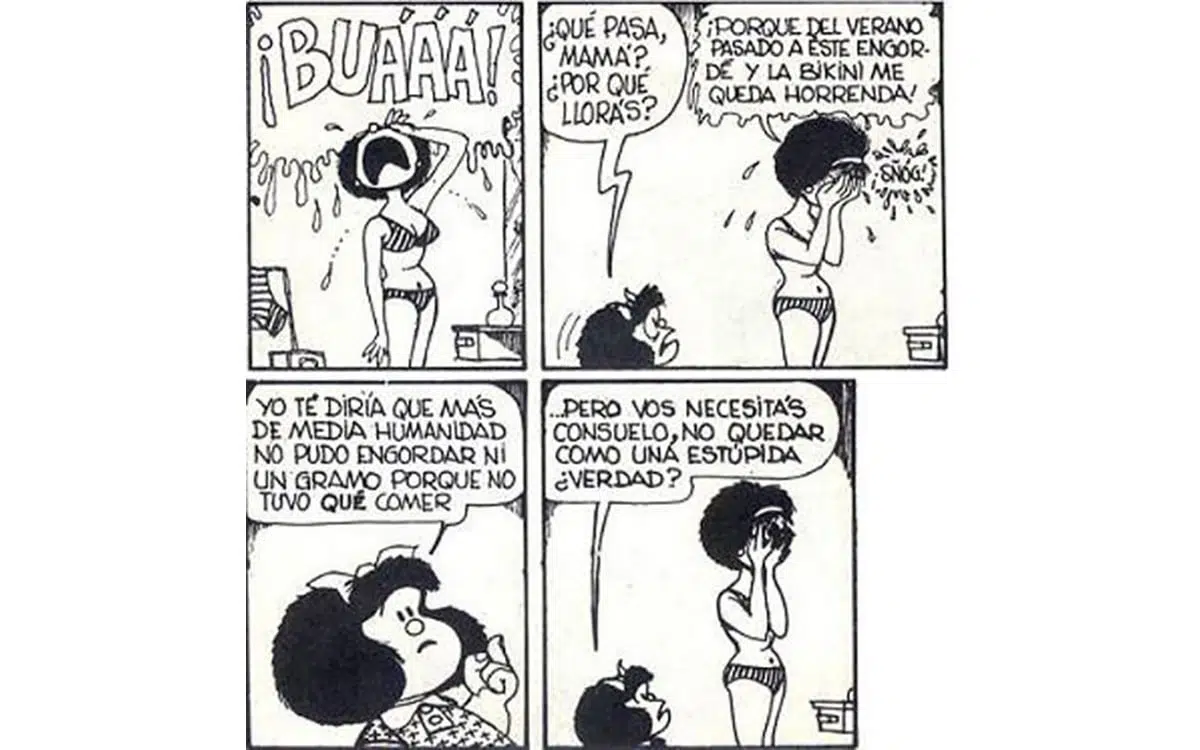 ¡BUÁÁÁ!
¿QUÉ PASA,
MAMÁ?
¿POR QUÉ
LLORÁS?
¡PORQUE DEL VERANO
PASADO A ÉSTE ENGOR-
DÉ Y LA BIKINI ME
QUEDA HORRENDA!
SNOG!
YO TE DIRÍA QUE MÁS
DE MEDIA HUMANIDAD
NO PUDO ENGORDAR NI
UN GRAMO PORQUE NO
TUVO QUÉ COMER
...PERO VOS NECESITÁS
CONSUELO, NO QUEDAR
COMO UNA ESTÚPIDA
¿VERDAD?